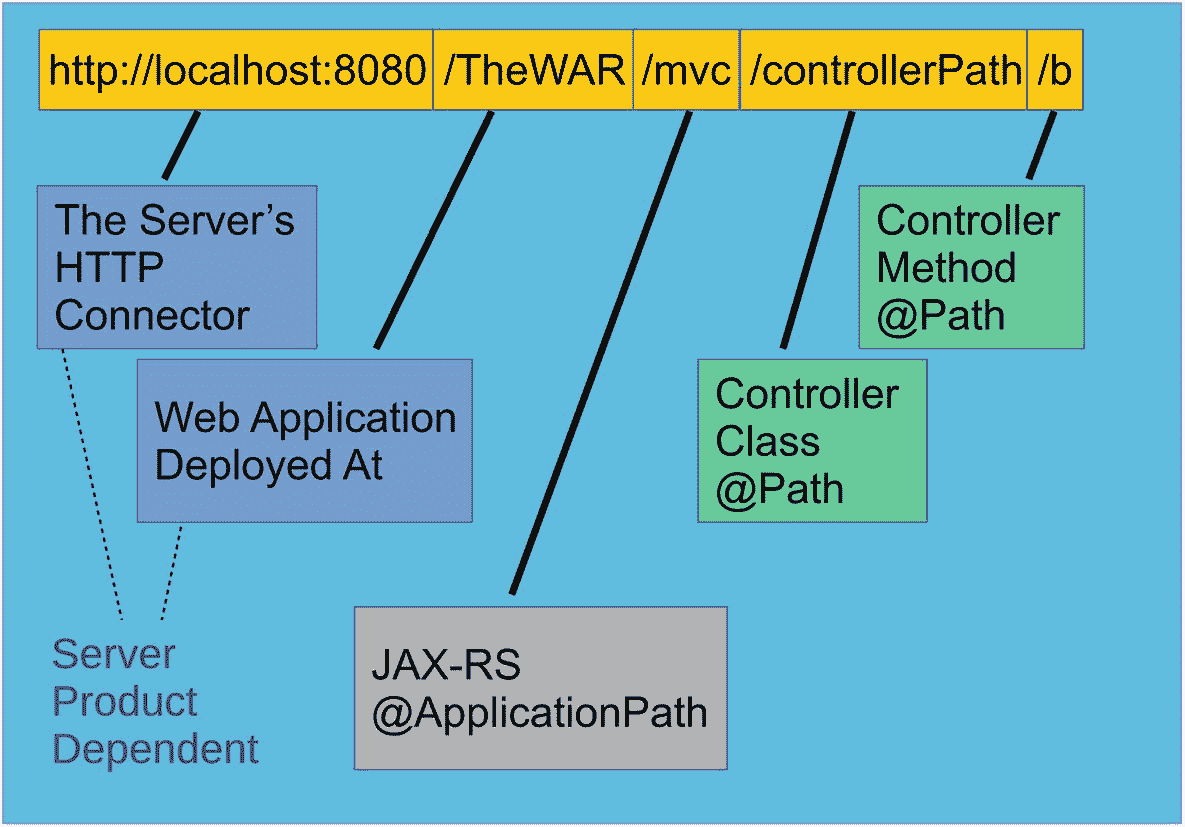 http://localhost:8080 /TheWAR /mvc /controllerPath /b
The Server’s
HTTP
Connector
Controller
Method
@Path
Web Application
Deployed At
Controller
Class
@Path
JAX-RS
@ApplicationPath
Server
Product
Dependent